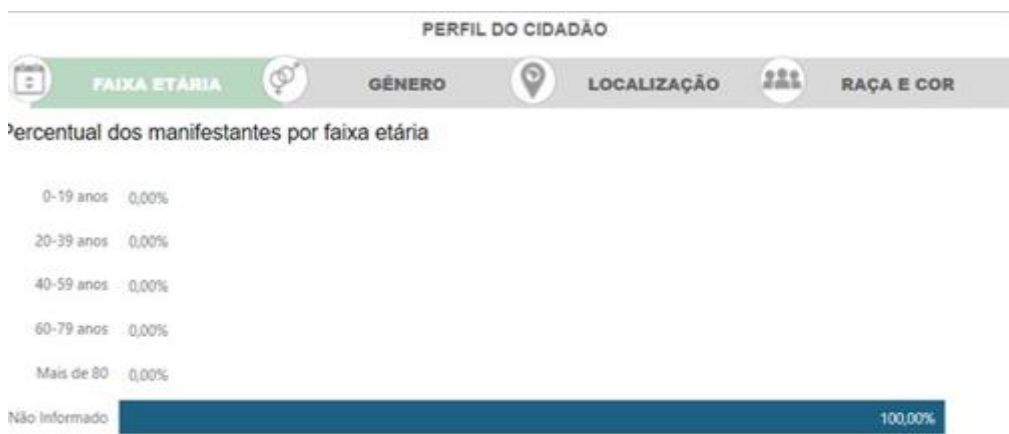 PERFIL DO CIDADÃO
FAIXA ETÁRIA GÊNERO LOCALIZAÇÃO RAÇA E COR
Percentual dos manifestantes por faixa etária
0-19 anos 0,00%
20-39 anos 0,00%
40-59 anos 0,00%
60-79 anos 0,00%
Mais de 80 0,00%
Não Informado 100,00%